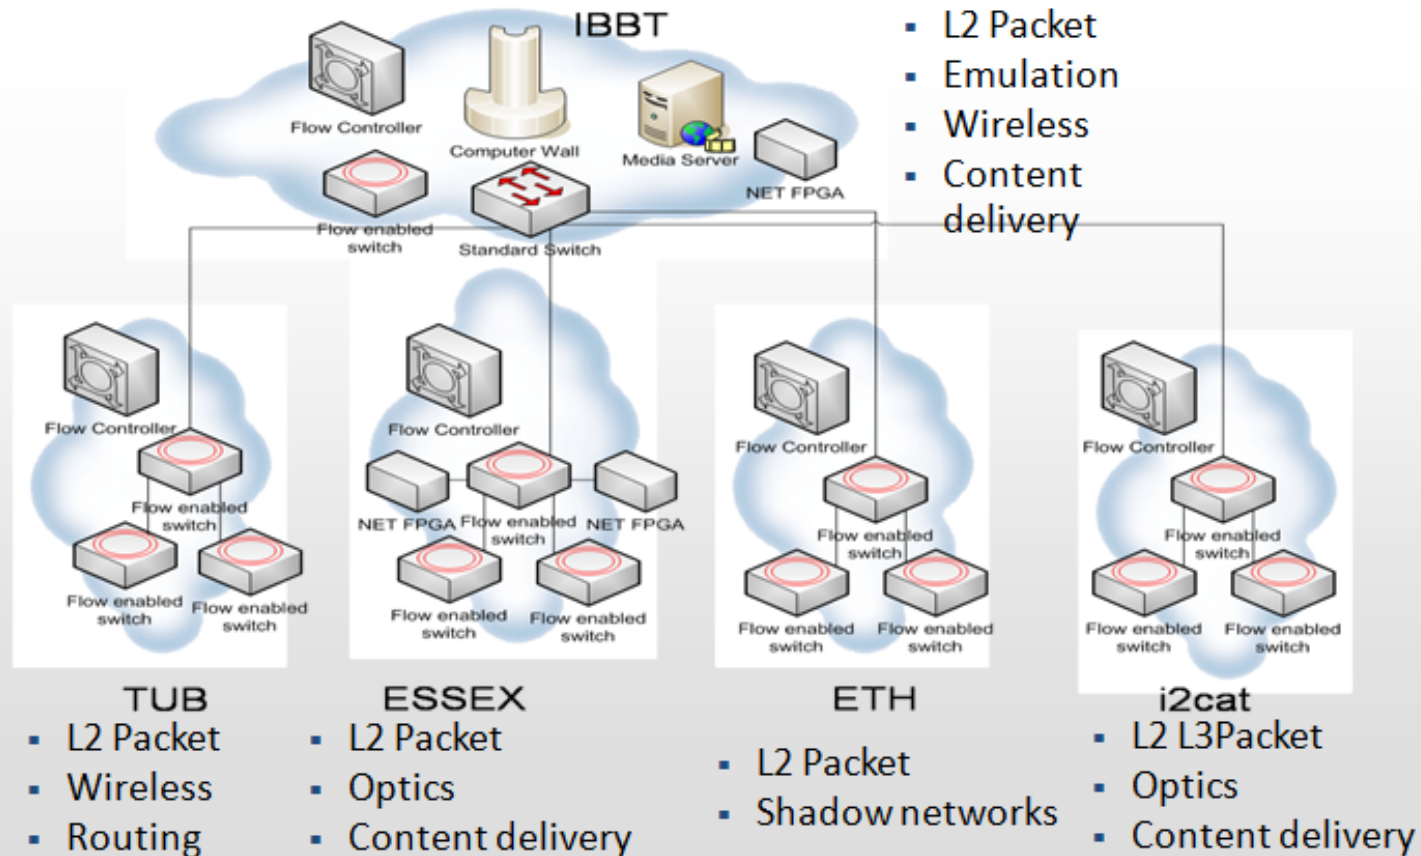 IBBT
Flow Controller
Computer Wall
Media Server
NET FPGA
Flow enabled
switch
Standard Switch
▪ L2 Packet
▪ Emulation
▪ Wireless
▪ Content
delivery
Flow Controller
Flow enabled
switch
Flow enabled
switch
Flow enabled
switch
TUB
▪ L2 Packet
▪ Wireless
▪ Routing
Flow Controller
NET FPGA
Flow enabled
switch
NET FPGA
Flow enabled
switch
Flow enabled
switch
ESSEX
▪ L2 Packet
▪ Optics
▪ Content delivery
Flow Controller
Flow enabled
switch
Flow enabled
switch
Flow enabled
switch
ETH
▪ L2 Packet
▪ Shadow networks
Flow Controller
Flow enabled
switch
Flow enabled
switch
Flow enabled
switch
i2cat
▪ L2 L3Packet
▪ Optics
▪ Content delivery